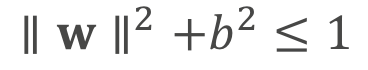 ‖ 𝐰 ‖² +b² ≤ 1